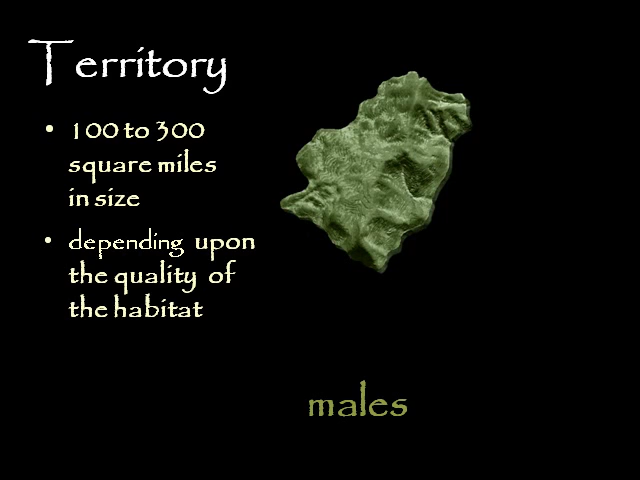 Territory
• 100 to 300
square miles
in size
• depending upon
the quality of
the habitat
males